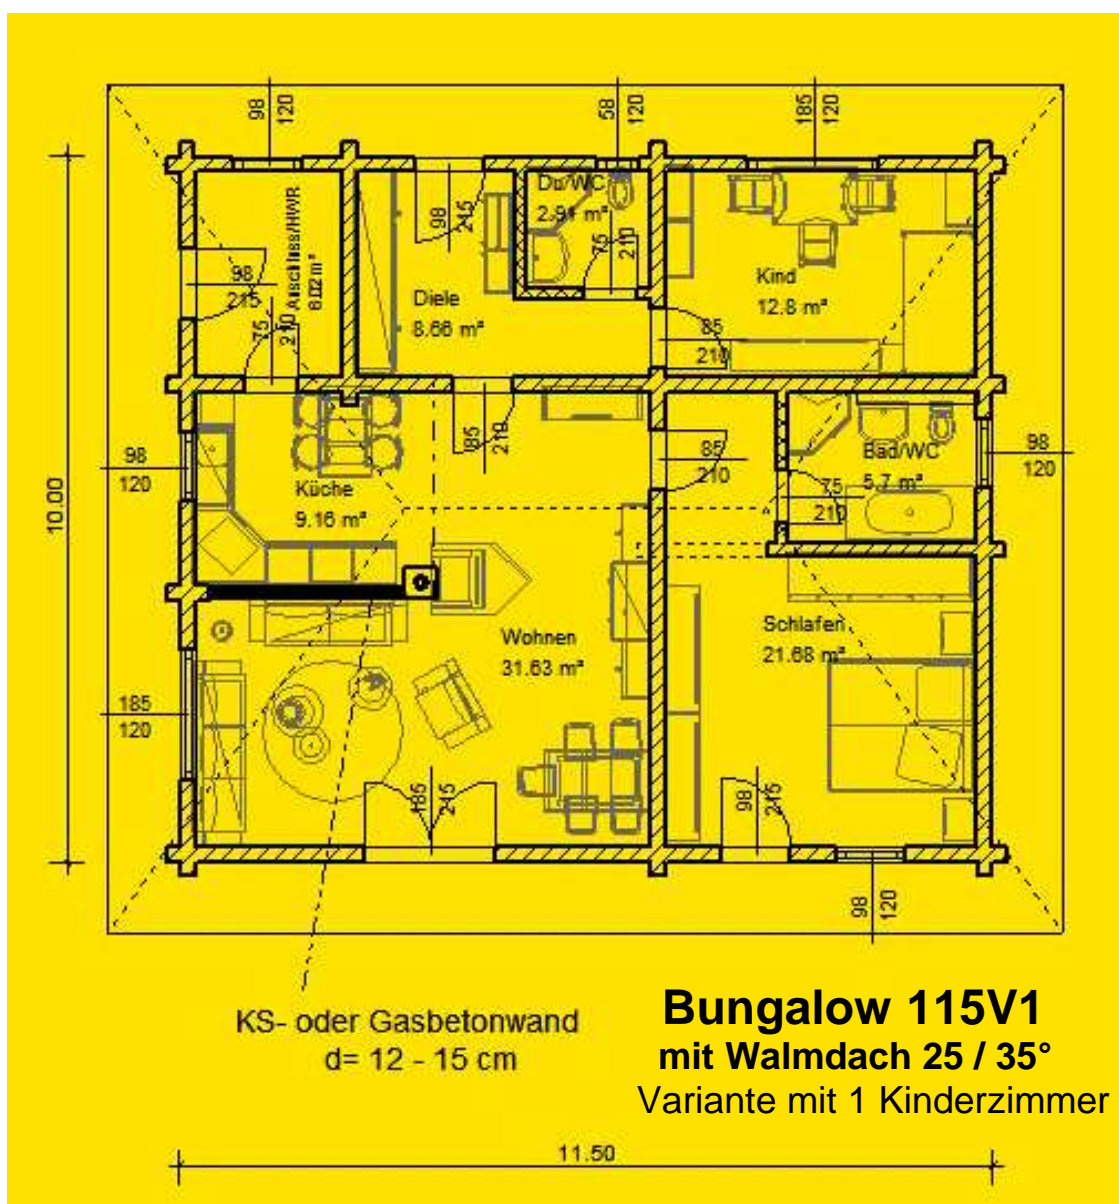 98
120
58
120
185
120
Du/WC
2.91 m²
98
215
75
210
Anschluss/HWR
6.02 m²
98
215
75
210
Diele
8.66 m²
Kind
12.8 m²
85
210
85
210
98
120
Küche
9.16 m²
85
210
Bad/WC
5.7 m²
75
210
98
120
10.00
Wohnen
31.63 m²
Schlafen
21.68 m²
185
120
185
215
98
215
98
120
KS- oder Gasbetonwand
d= 12 - 15 cm
Bungalow 115V1
mit Walmdach 25 / 35°
Variante mit 1 Kinderzimmer
11.50